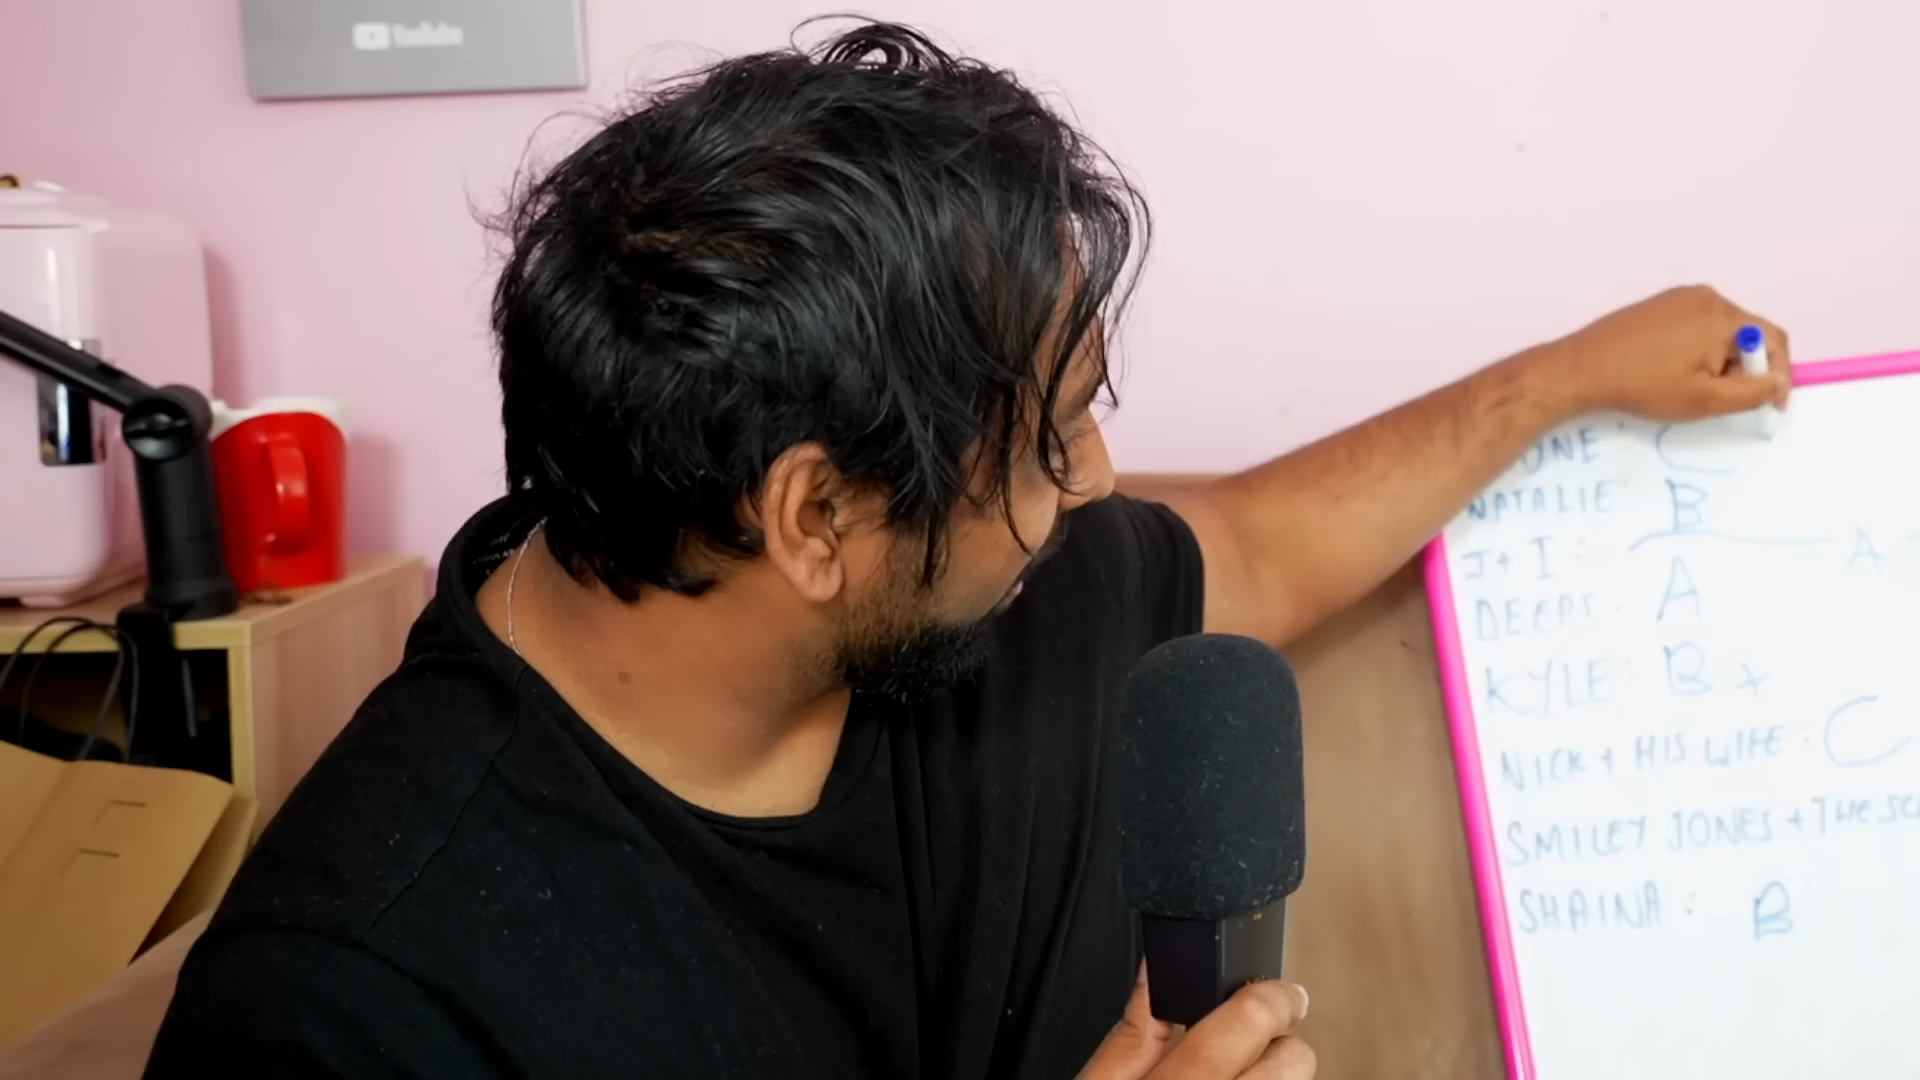 YouTube
NATALIE B
J+I: A
DEEPS: A
KYLE: B+
NICK + HIS WIFE: C
SMILEY JONES + THE
SHAINA: B